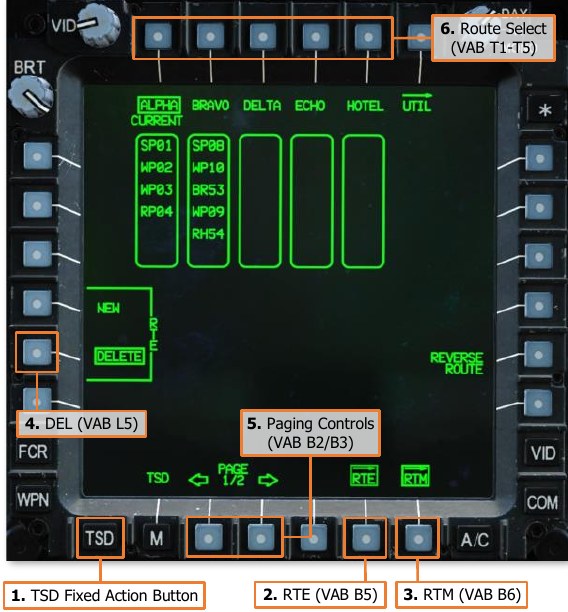 6. Route Select
(VAB T1-T5)
VID
BRT
ALPHA BRAVO DELTA ECHO HOTEL UTIL
CURRENT
*
SP01 SP08
WP02 WP10
WP03 BR53
RP04 WP09
RH54
NEW
RTE
DELETE
REVERSE
ROUTE
4. DEL (VAB L5)
5. Paging Controls
(VAB B2/B3)
FCR
VID
TSD PAGE RTE RTM
1/2
WPN
COM
TSD M A/C
1. TSD Fixed Action Button
2. RTE (VAB B5)
3. RTM (VAB B6)